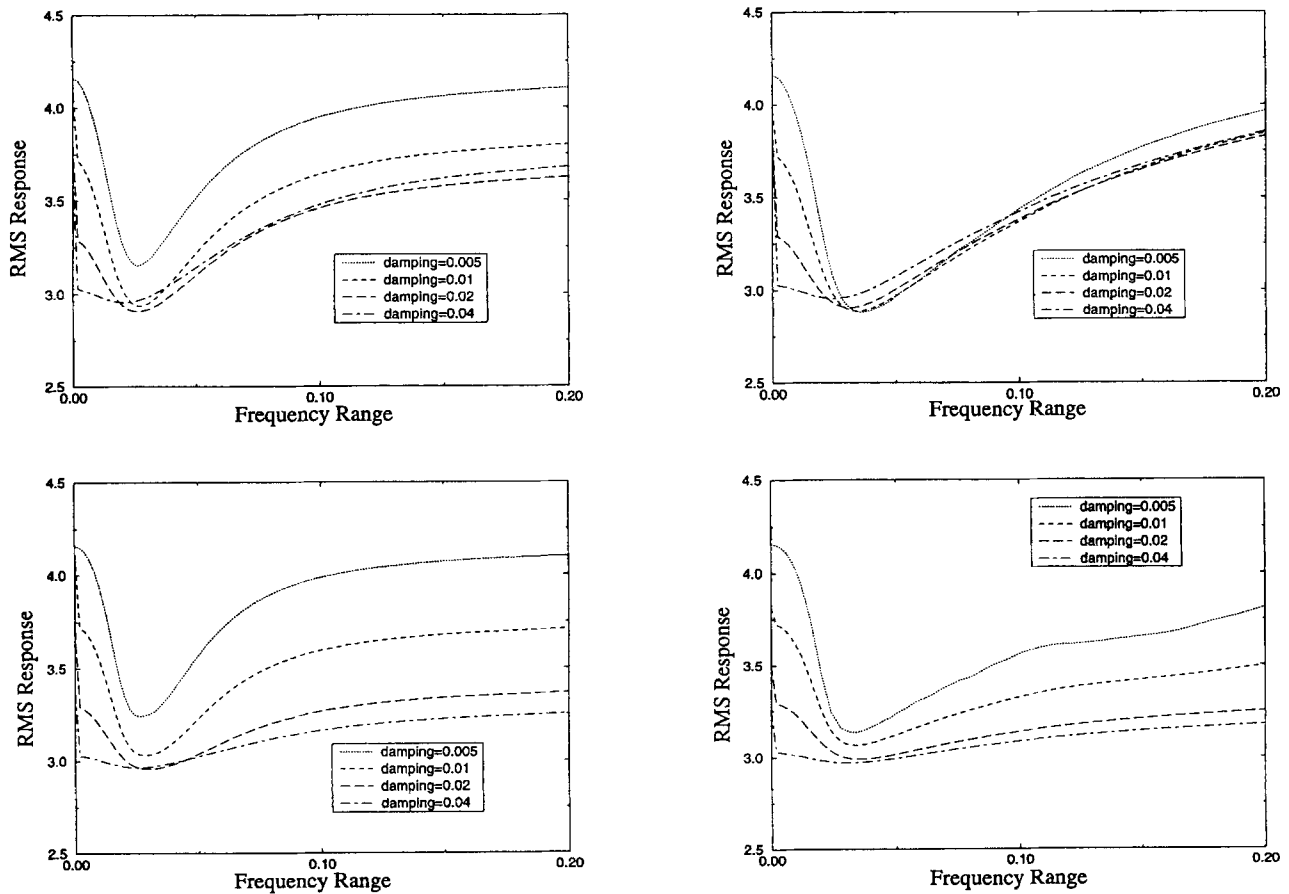 4.5
4.0
3.5
3.0
2.5
RMS Response
damping=0.005
damping=0.01
damping=0.02
damping=0.04
0.00
0.10
0.20
Frequency Range
4.5
4.0
3.5
3.0
2.5
RMS Response
damping=0.005
damping=0.01
damping=0.02
damping=0.04
0.00
0.10
0.20
Frequency Range
4.5
4.0
3.5
3.0
2.5
RMS Response
damping=0.005
damping=0.01
damping=0.02
damping=0.04
0.00
0.10
0.20
Frequency Range
4.5
4.0
3.5
3.0
2.5
RMS Response
damping=0.005
damping=0.01
damping=0.02
damping=0.04
0.00
0.10
0.20
Frequency Range